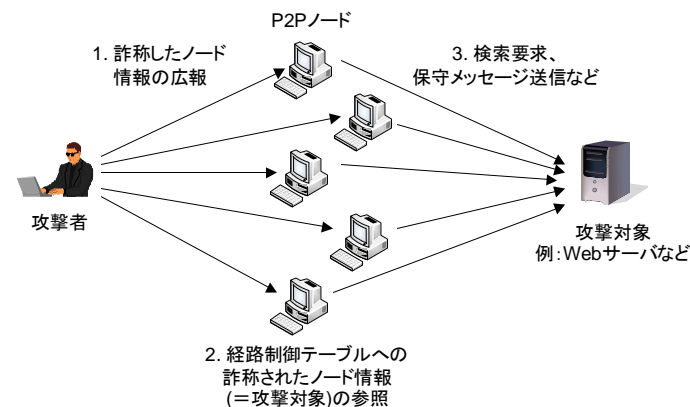 P2Pノード
1. 詐称したノード
情報の広報
3. 検索要求、
保守メッセージ送信など
攻撃者
攻撃対象
例：Webサーバなど
2. 経路制御テーブルへの
詐称されたノード情報
(＝攻撃対象)の参照